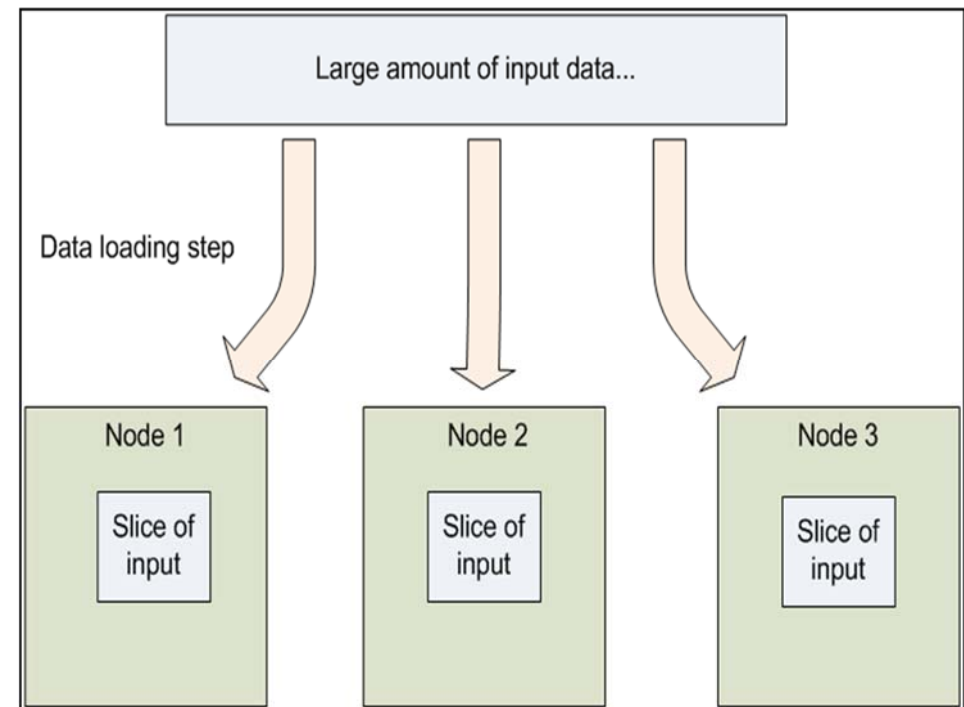 Large amount of input data...
Data loading step
Node 1
Node 2
Node 3
Slice of
input
Slice of
input
Slice of
input